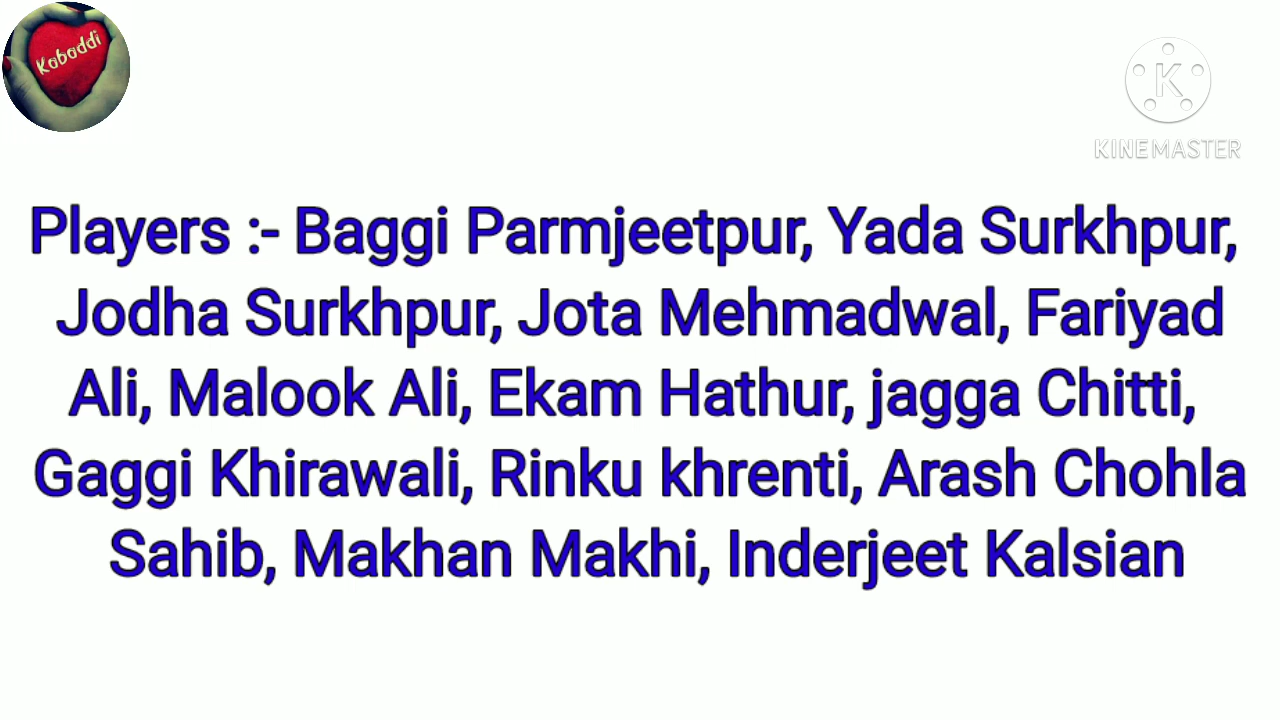 Kabaddi
KINEMASTER
Players :- Baggi Parmjeetpur, Yada Surkhpur,
Jodha Surkhpur, Jota Mehmadwal, Fariyad
Ali, Malook Ali, Ekam Hathur, jagga Chitti,
Gaggi Khirawali, Rinku khrenti, Arash Chohla
Sahib, Makhan Makhi, Inderjeet Kalsian